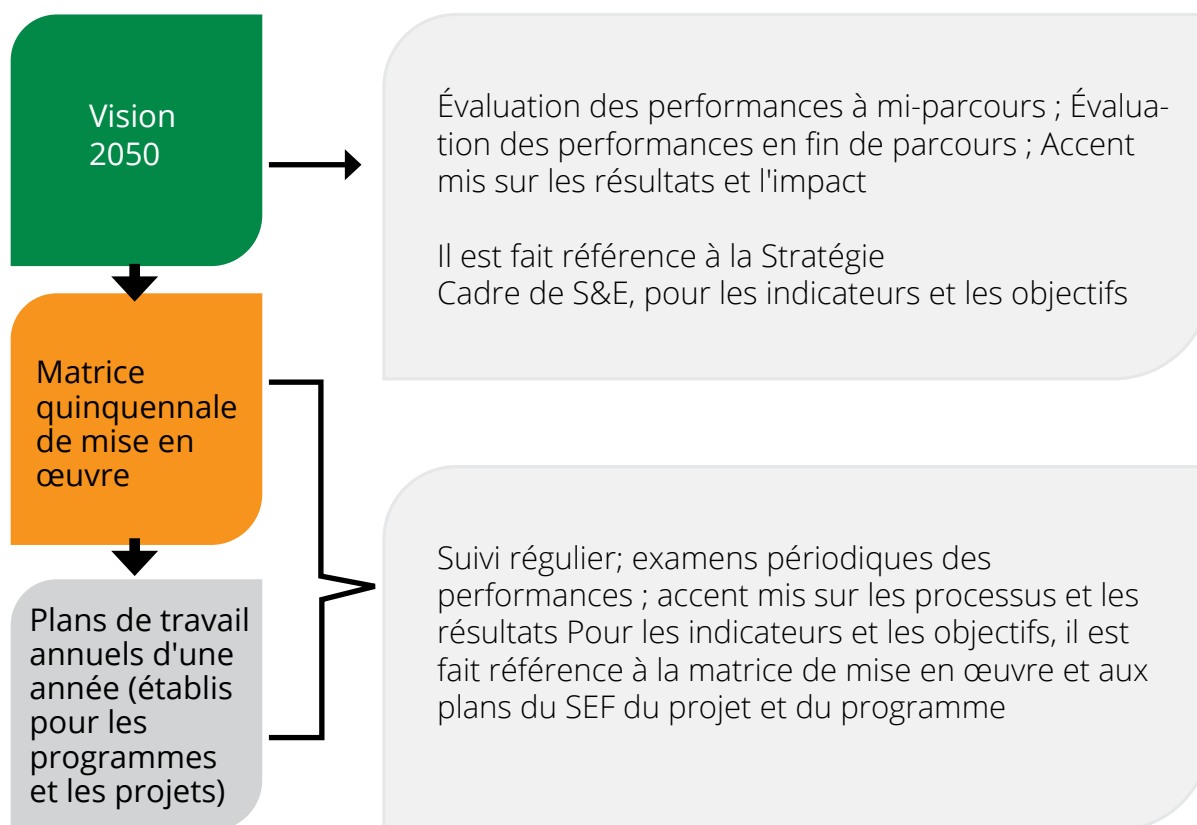 Vision
2050
Évaluation des performances à mi-parcours ; Évalua-
tion des performances en fin de parcours ; Accent
mis sur les résultats et l'impact
Il est fait référence à la Stratégie
Cadre de S&E, pour les indicateurs et les objectifs
Matrice
quinquennale
de mise en
œuvre
Plans de travail
annuels d'une
année (établis
pour les
programmes
et les projets)
Suivi régulier; examens périodiques des
performances ; accent mis sur les processus et les
résultats Pour les indicateurs et les objectifs, il est
fait référence à la matrice de mise en œuvre et aux
plans du SEF du projet et du programme